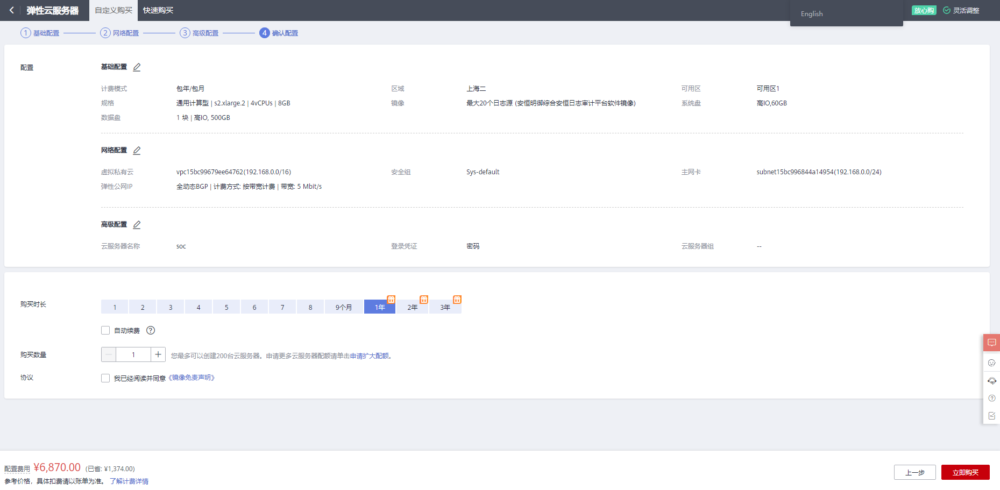 弹性云服务器 自定义购买 快速购买 English 放心购 灵活调整
1 基础配置 2 网络配置 3 高级配置 4 确认配置
配置 基础配置
计费模式 包年/包月 区域 上海二 可用区 可用区1
规格 通用计算型 | s2.xlarge.2 | 4vCPUs | 8GB 镜像 最大20个日志源 (安恒明御综合安恒日志审计平台软件镜像) 系统盘 高IO,60GB
数据盘 1 块 | 高IO, 500GB
网络配置
虚拟私有云 vpc15bc99679ee64762(192.168.0.0/16) 安全组 Sys-default 主网卡 subnet15bc996844a14954(192.168.0.0/24)
弹性公网IP 全动态BGP | 计费方式: 按带宽计费 | 带宽: 5 Mbit/s
高级配置
云服务器名称 soc 登录凭证 密码 云服务器组 --
购买时长 1 2 3 4 5 6 7 8 9个月 1年 2年 3年
自动续费 ?
购买数量 − 1 + 您最多可以创建200台云服务器。申请更多云服务器配额请单击申请扩大配额。
协议 我已经阅读并同意《镜像免责声明》
配置费用 ¥6,870.00 (已省: ¥1,374.00)
参考价格，具体扣费请以账单为准。 了解计费详情
上一步 立即购买